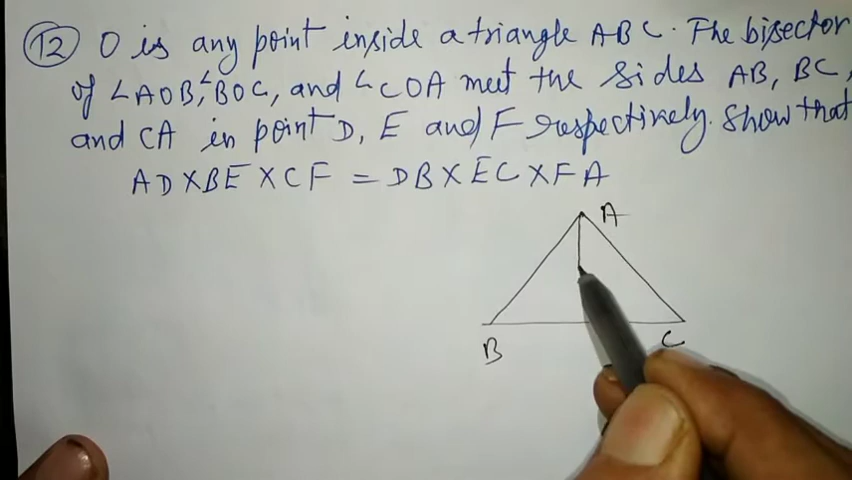 (12) O is any point inside a triangle ABC. The bisector
of ∠AOB, ∠BOC, and ∠COA meet the sides AB, BC,
and CA in point D, E and F respectively. Show that
AD×BE×CF = DB×EC×FA
A
B
C